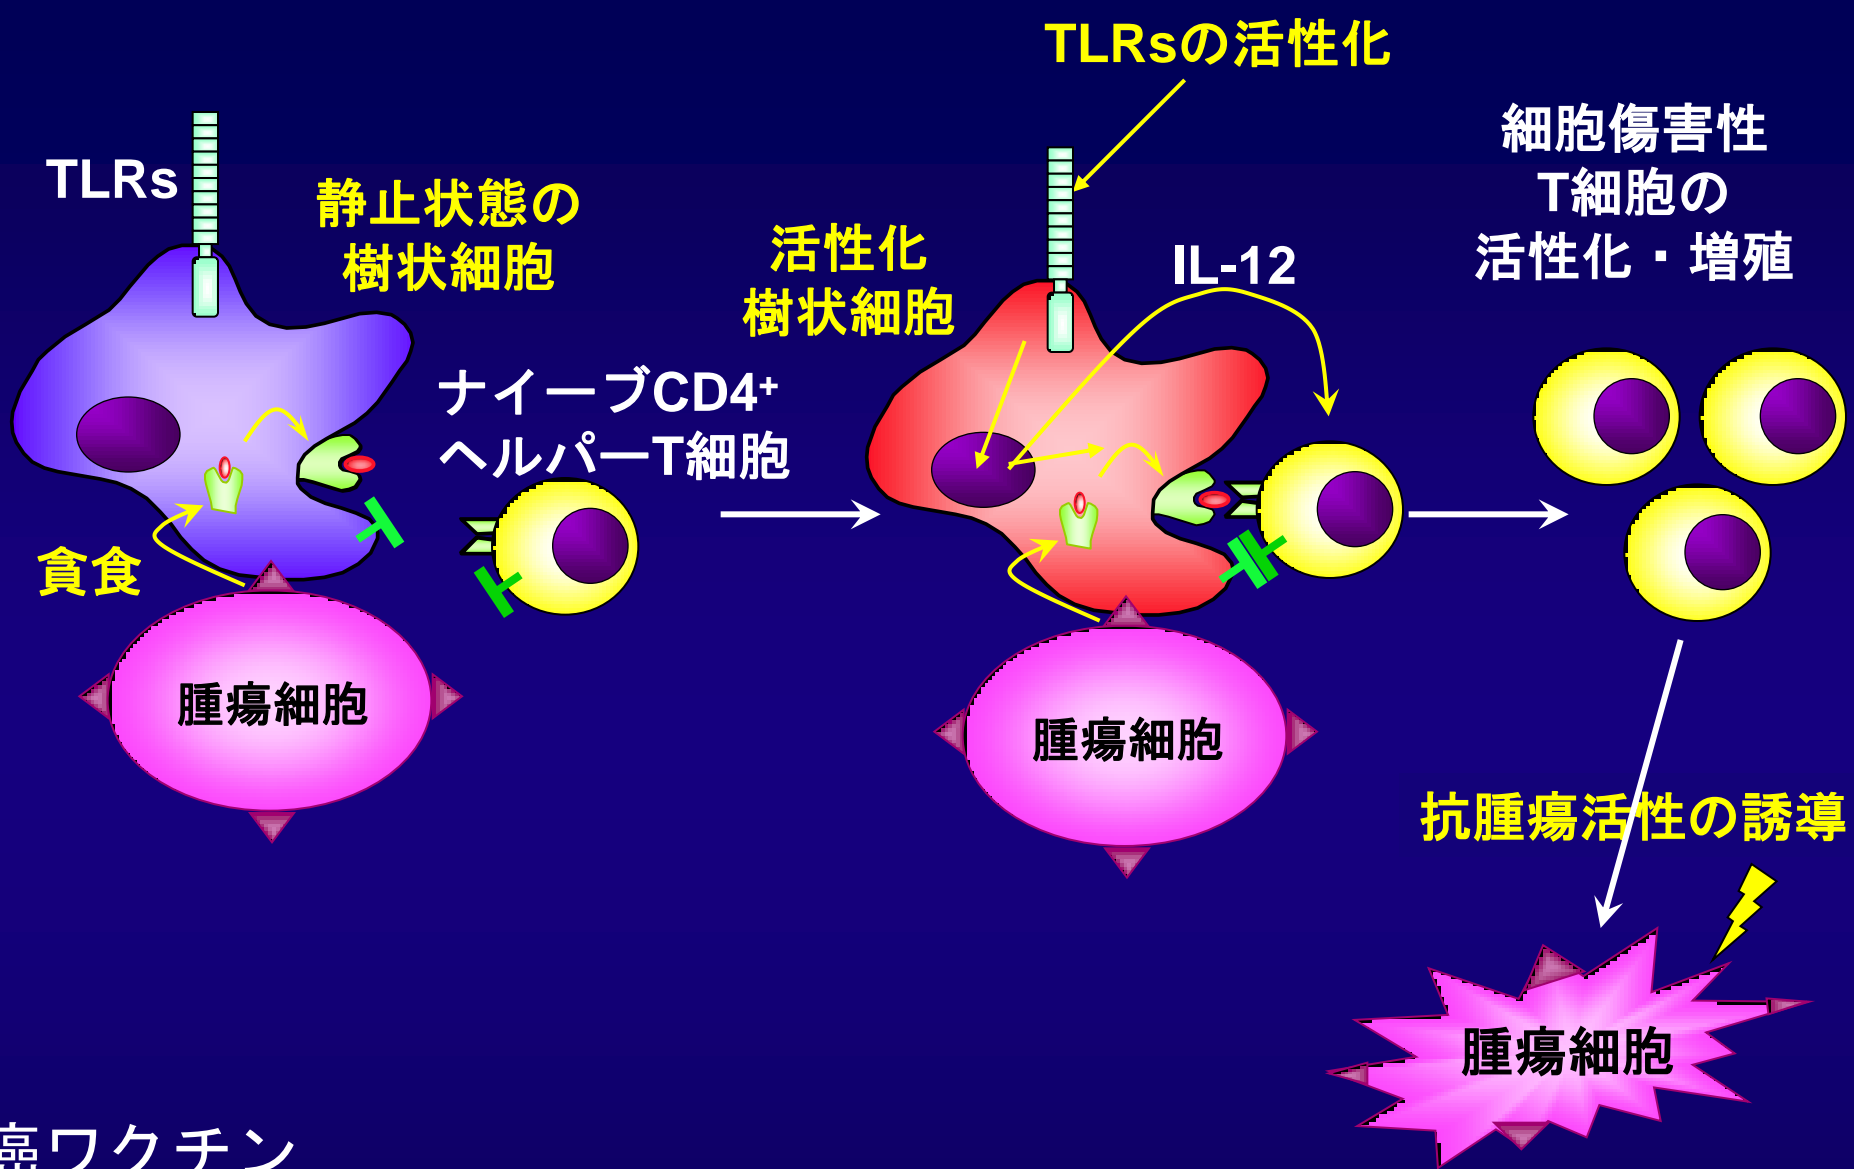 TLRsの活性化
TLRs
静止状態の
樹状細胞
活性化
樹状細胞
IL-12
細胞傷害性
T細胞の
活性化・増殖
ナイーブCD4+
ヘルパーT細胞
貪食
腫瘍細胞
腫瘍細胞
抗腫瘍活性の誘導
腫瘍細胞
癌ワクチン